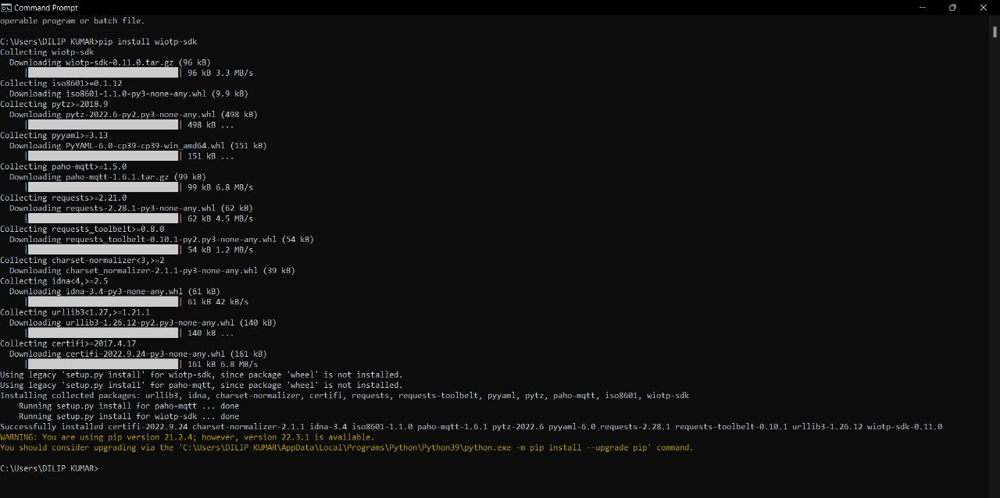 Command Prompt
operable program or batch file.
C:\Users\DILIP KUMAR>pip install wiotp-sdk
Collecting wiotp-sdk
Downloading wiotp-sdk-0.11.0.tar.gz (96 kB)
| | 96 kB 3.3 MB/s
Collecting iso8601>=0.1.12
Downloading iso8601-1.1.0-py3-none-any.whl (9.9 kB)
Collecting pytz>=2018.9
Downloading pytz-2022.6-py2.py3-none-any.whl (498 kB)
| | 498 kB ...
Collecting pyyaml>=3.13
Downloading PyYAML-6.0-cp39-cp39-win_amd64.whl (151 kB)
| | 151 kB ...
Collecting paho-mqtt>=1.5.0
Downloading paho-mqtt-1.6.1.tar.gz (99 kB)
| | 99 kB 6.8 MB/s
Collecting requests>=2.21.0
Downloading requests-2.28.1-py3-none-any.whl (62 kB)
| | 62 kB 4.5 MB/s
Collecting requests_toolbelt>=0.8.0
Downloading requests_toolbelt-0.10.1-py2.py3-none-any.whl (54 kB)
| | 54 kB 1.2 MB/s
Collecting charset-normalizer<3,>=2
Downloading charset_normalizer-2.1.1-py3-none-any.whl (39 kB)
Collecting idna<4,>=2.5
Downloading idna-3.4-py3-none-any.whl (61 kB)
| | 61 kB 42 kB/s
Collecting urllib3<1.27,>=1.21.1
Downloading urllib3-1.26.12-py2.py3-none-any.whl (140 kB)
| | 140 kB ...
Collecting certifi>=2017.4.17
Downloading certifi-2022.9.24-py3-none-any.whl (161 kB)
| | 161 kB 6.8 MB/s
Using legacy 'setup.py install' for wiotp-sdk, since package 'wheel' is not installed.
Using legacy 'setup.py install' for paho-mqtt, since package 'wheel' is not installed.
Installing collected packages: urllib3, idna, charset-normalizer, certifi, requests, requests-toolbelt, pyyaml, pytz, paho-mqtt, iso8601, wiotp-sdk
Running setup.py install for paho-mqtt ... done
Running setup.py install for wiotp-sdk ... done
Successfully installed certifi-2022.9.24 charset-normalizer-2.1.1 idna-3.4 iso8601-1.1.0 paho-mqtt-1.6.1 pytz-2022.6 pyyaml-6.0 requests-2.28.1 requests-toolbelt-0.10.1 urllib3-1.26.12 wiotp-sdk-0.11.0
WARNING: You are using pip version 21.2.4; however, version 22.3.1 is available.
You should consider upgrading via the 'C:\Users\DILIP KUMAR\AppData\Local\Programs\Python\Python39\python.exe -m pip install --upgrade pip' command.
C:\Users\DILIP KUMAR>